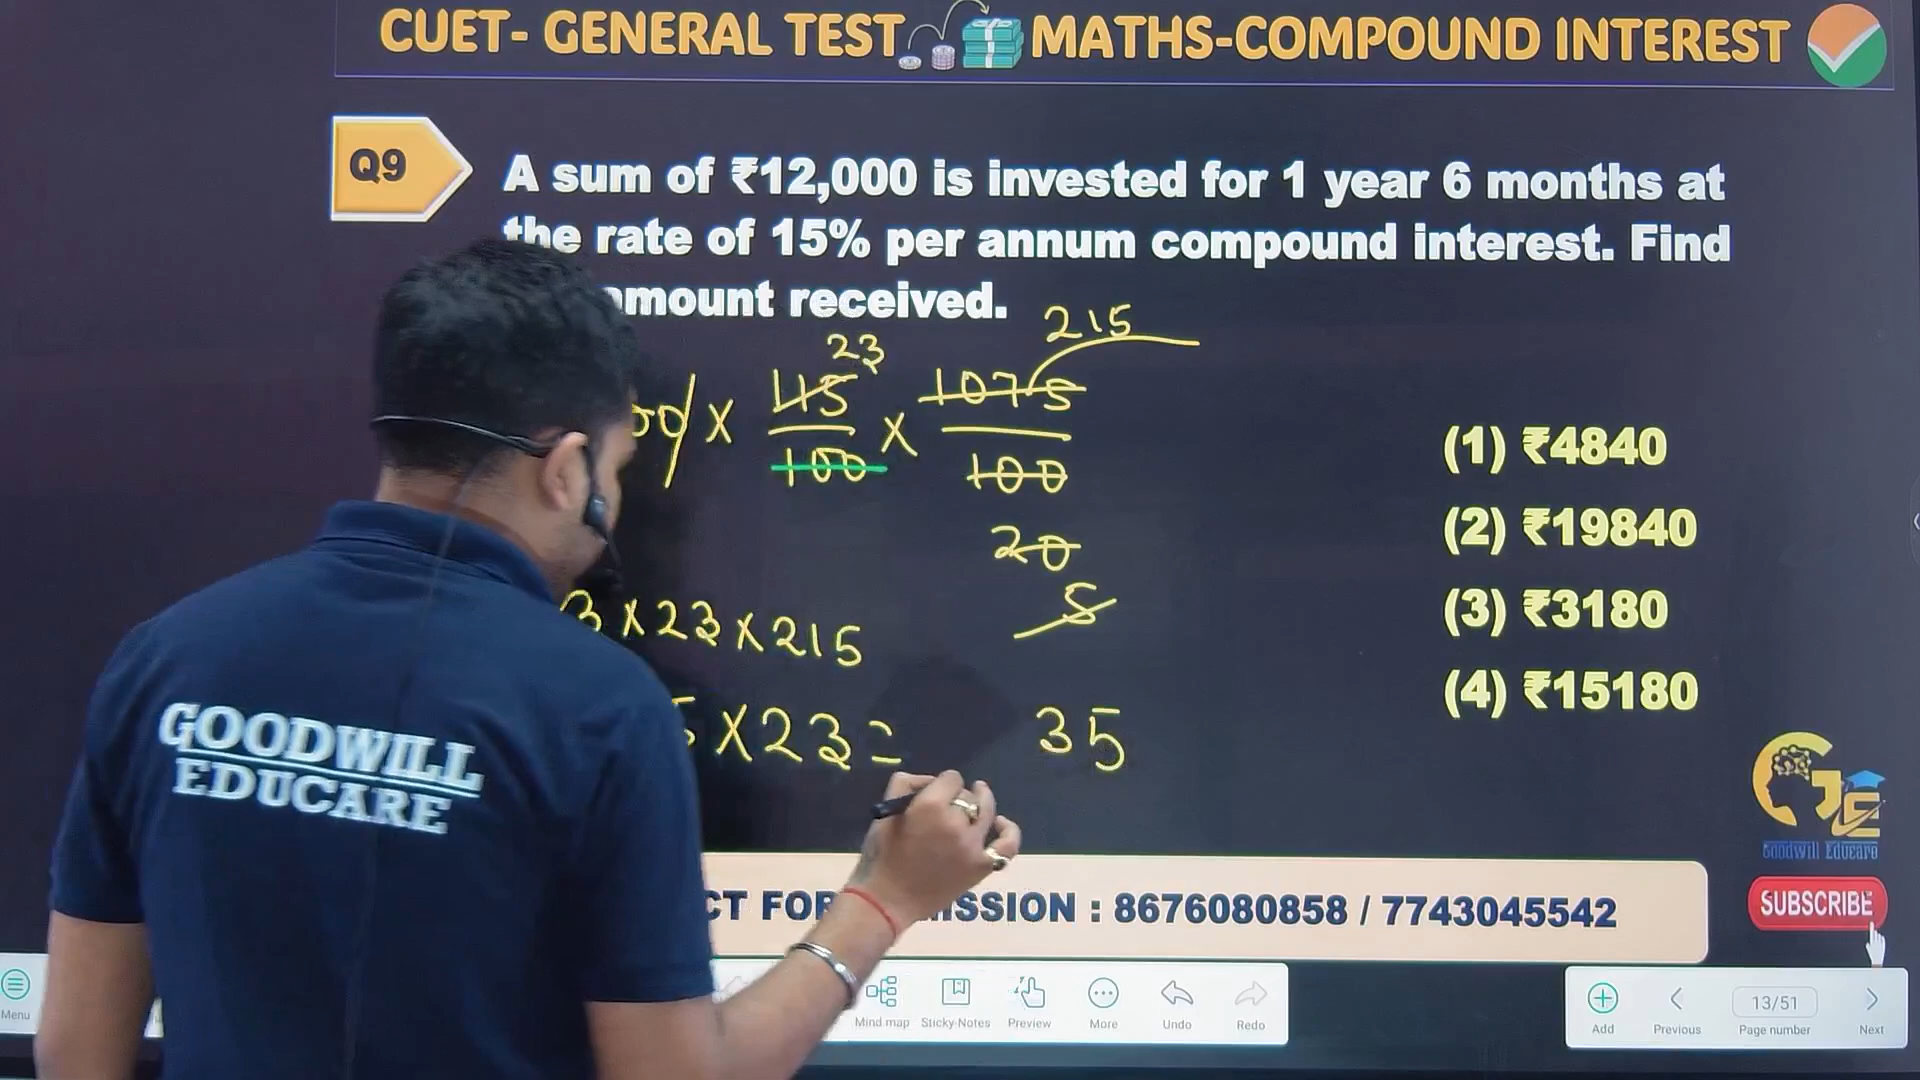 CUET- GENERAL TEST MATHS-COMPOUND INTEREST
Q9
A sum of ₹12,000 is invested for 1 year 6 months at
the rate of 15% per annum compound interest. Find
amount received.
23 215
× 115 × 1075
100 100
20
5
3 × 23 × 215
× 23 = 35
(1) ₹4840
(2) ₹19840
(3) ₹3180
(4) ₹15180
GOODWILL
EDUCARE
GE
Goodwill Educare
SUBSCRIBE
: 8676080858 / 7743045542
Menu
Mind map Sticky-Notes Preview More Undo Redo
Add Previous 13/51 Page number Next